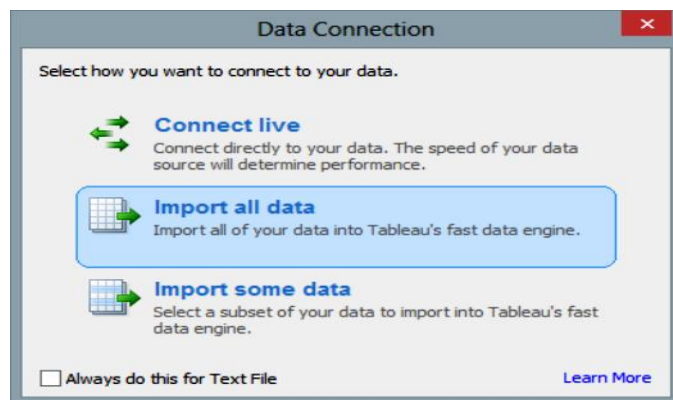 Data Connection
Select how you want to connect to your data.
Connect live
Connect directly to your data. The speed of your data
source will determine performance.
Import all data
Import all of your data into Tableau's fast data engine.
Import some data
Select a subset of your data to import into Tableau's fast
data engine.
Always do this for Text File
Learn More